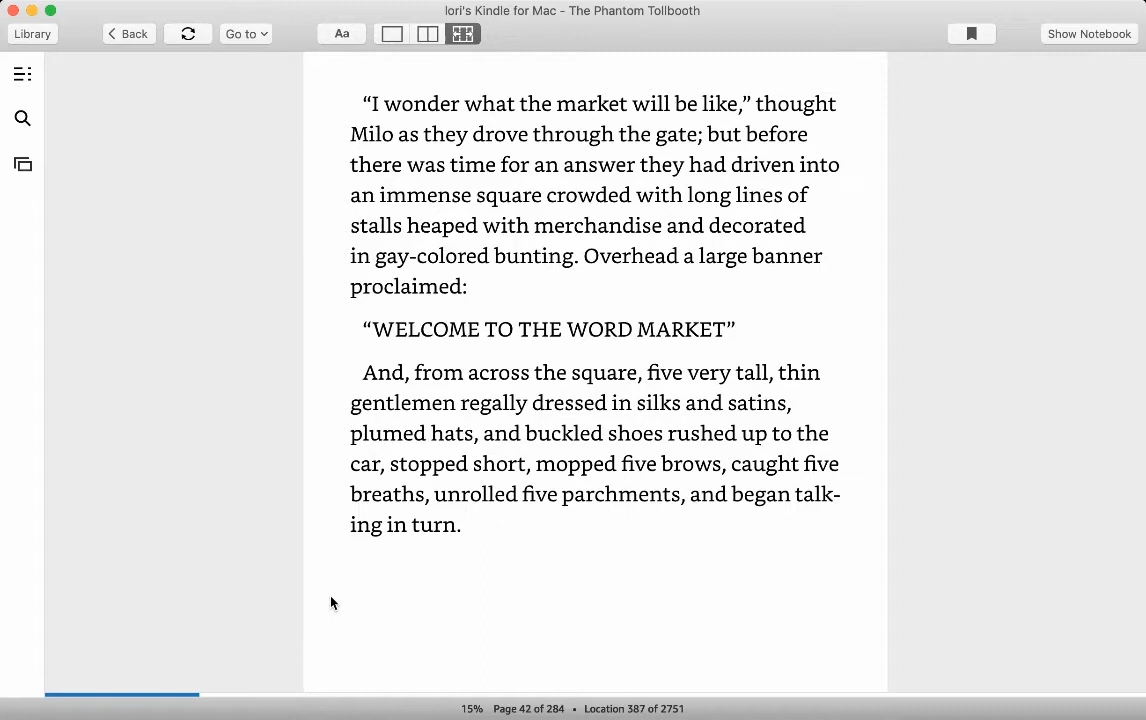 lori's Kindle for Mac - The Phantom Tollbooth
Library
Back
Go to
Aa
Show Notebook
“I wonder what the market will be like,” thought
Milo as they drove through the gate; but before
there was time for an answer they had driven into
an immense square crowded with long lines of
stalls heaped with merchandise and decorated
in gay-colored bunting. Overhead a large banner
proclaimed:
“WELCOME TO THE WORD MARKET”
And, from across the square, five very tall, thin
gentlemen regally dressed in silks and satins,
plumed hats, and buckled shoes rushed up to the
car, stopped short, mopped five brows, caught five
breaths, unrolled five parchments, and began talk-
ing in turn.
15% Page 42 of 284 • Location 387 of 2751